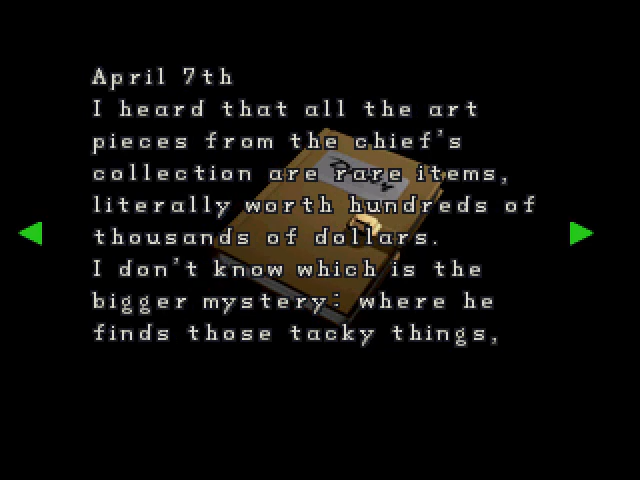 April 7th
I heard that all the art
pieces from the chief's
collection are rare items,
literally worth hundreds of
thousands of dollars.
I don't know which is the
bigger mystery: where he
finds those tacky things,
Diary